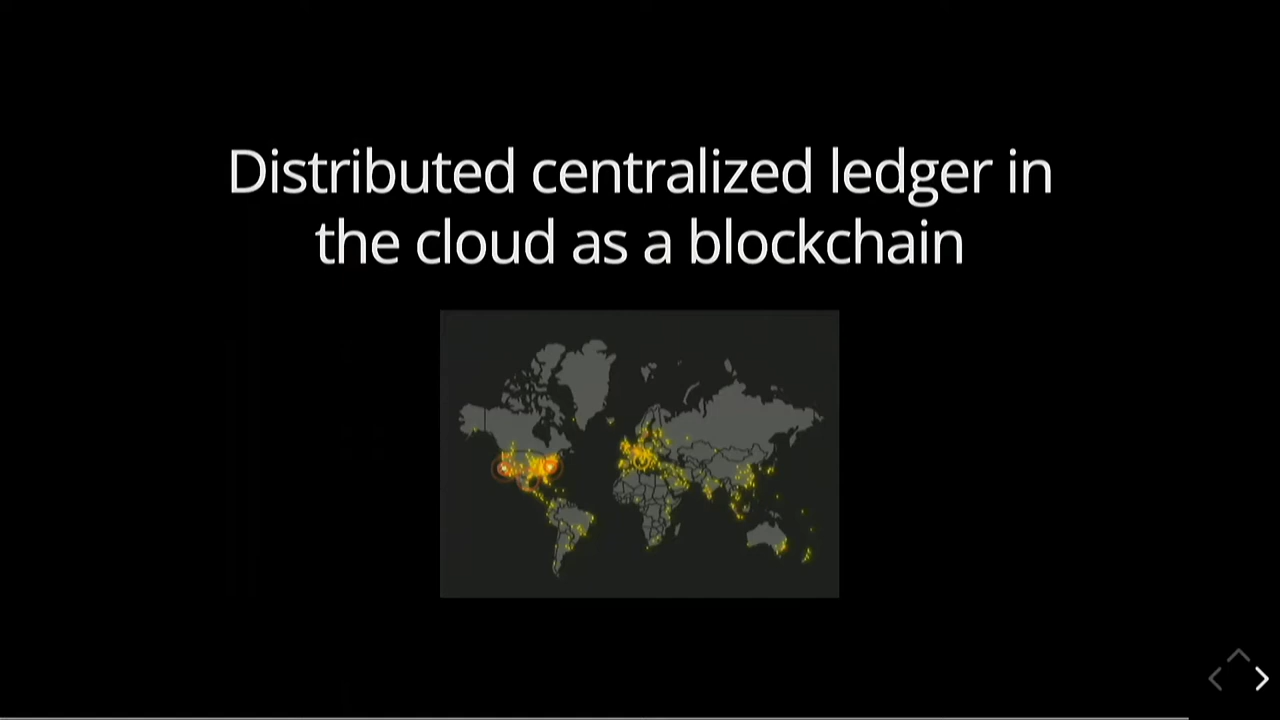 Distributed centralized ledger in
the cloud as a blockchain